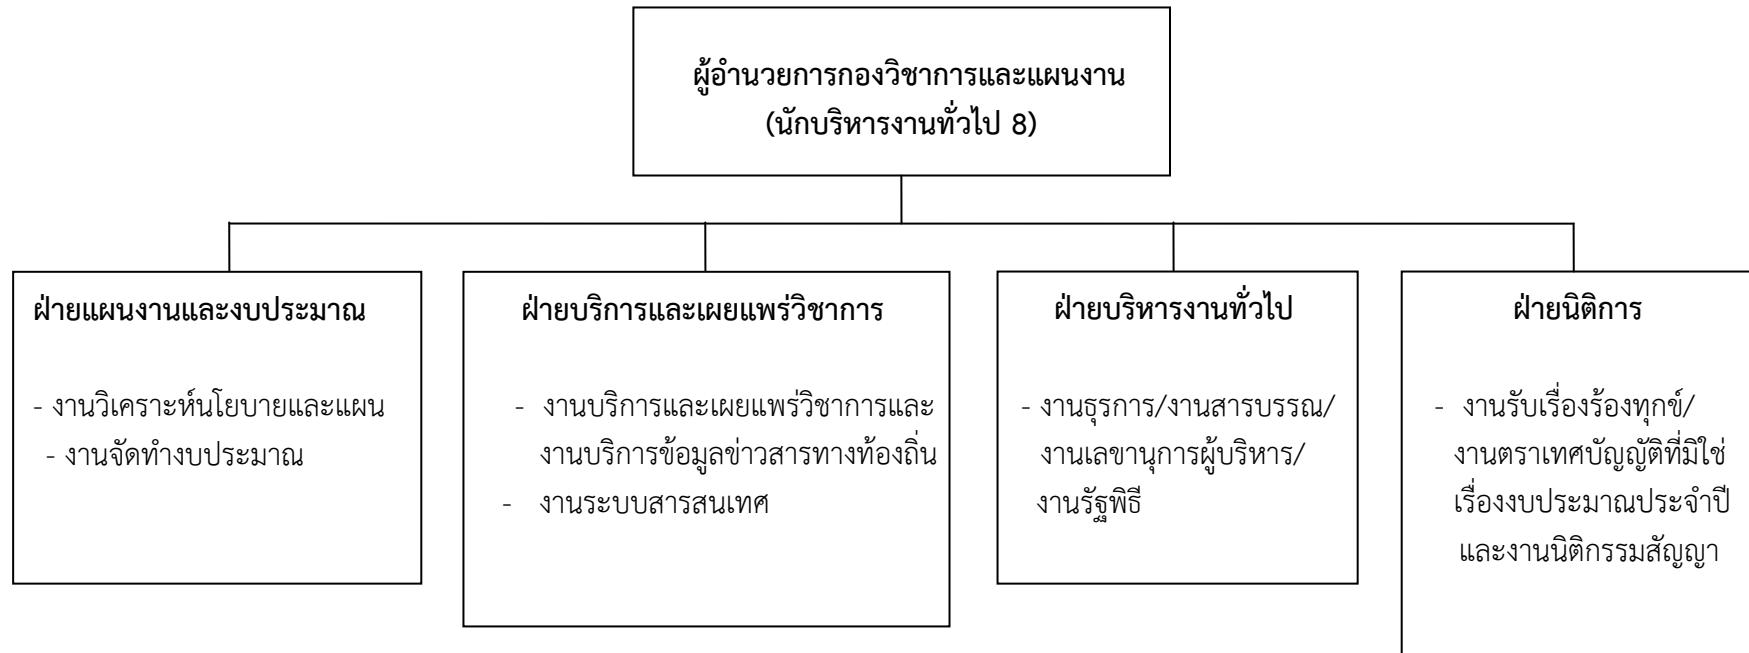 ผู้อำนวยการกองวิชาการและแผนงาน
(นักบริหารงานทั่วไป 8)
ฝ่ายแผนงานและงบประมาณ
- งานวิเคราะห์นโยบายและแผน
- งานจัดทำงบประมาณ
ฝ่ายบริการและเผยแพร่วิชาการ
- งานบริการและเผยแพร่วิชาการและ
งานบริการข้อมูลข่าวสารทางท้องถิ่น
- งานระบบสารสนเทศ
ฝ่ายบริหารงานทั่วไป
- งานธุรการ/งานสารบรรณ/
งานเลขานุการผู้บริหาร/
งานรัฐพิธี
ฝ่ายนิติการ
- งานรับเรื่องร้องทุกข์/
งานตราเทศบัญญัติที่มิใช่
เรื่องงบประมาณประจำปี
และงานนิติกรรมสัญญา